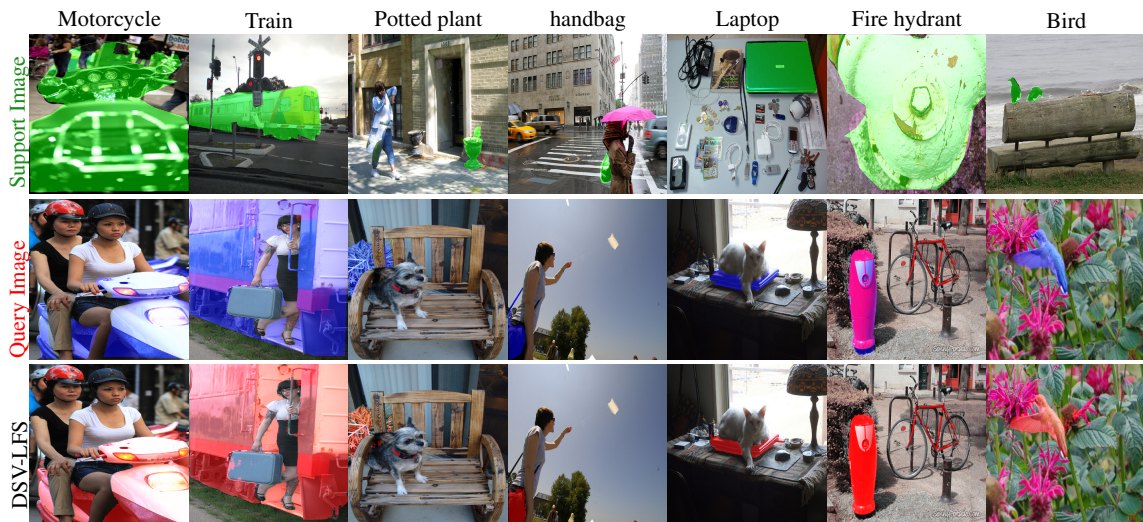 Motorcycle Train Potted plant handbag Laptop Fire hydrant Bird
Support Image
Query Image
DSV-LFS